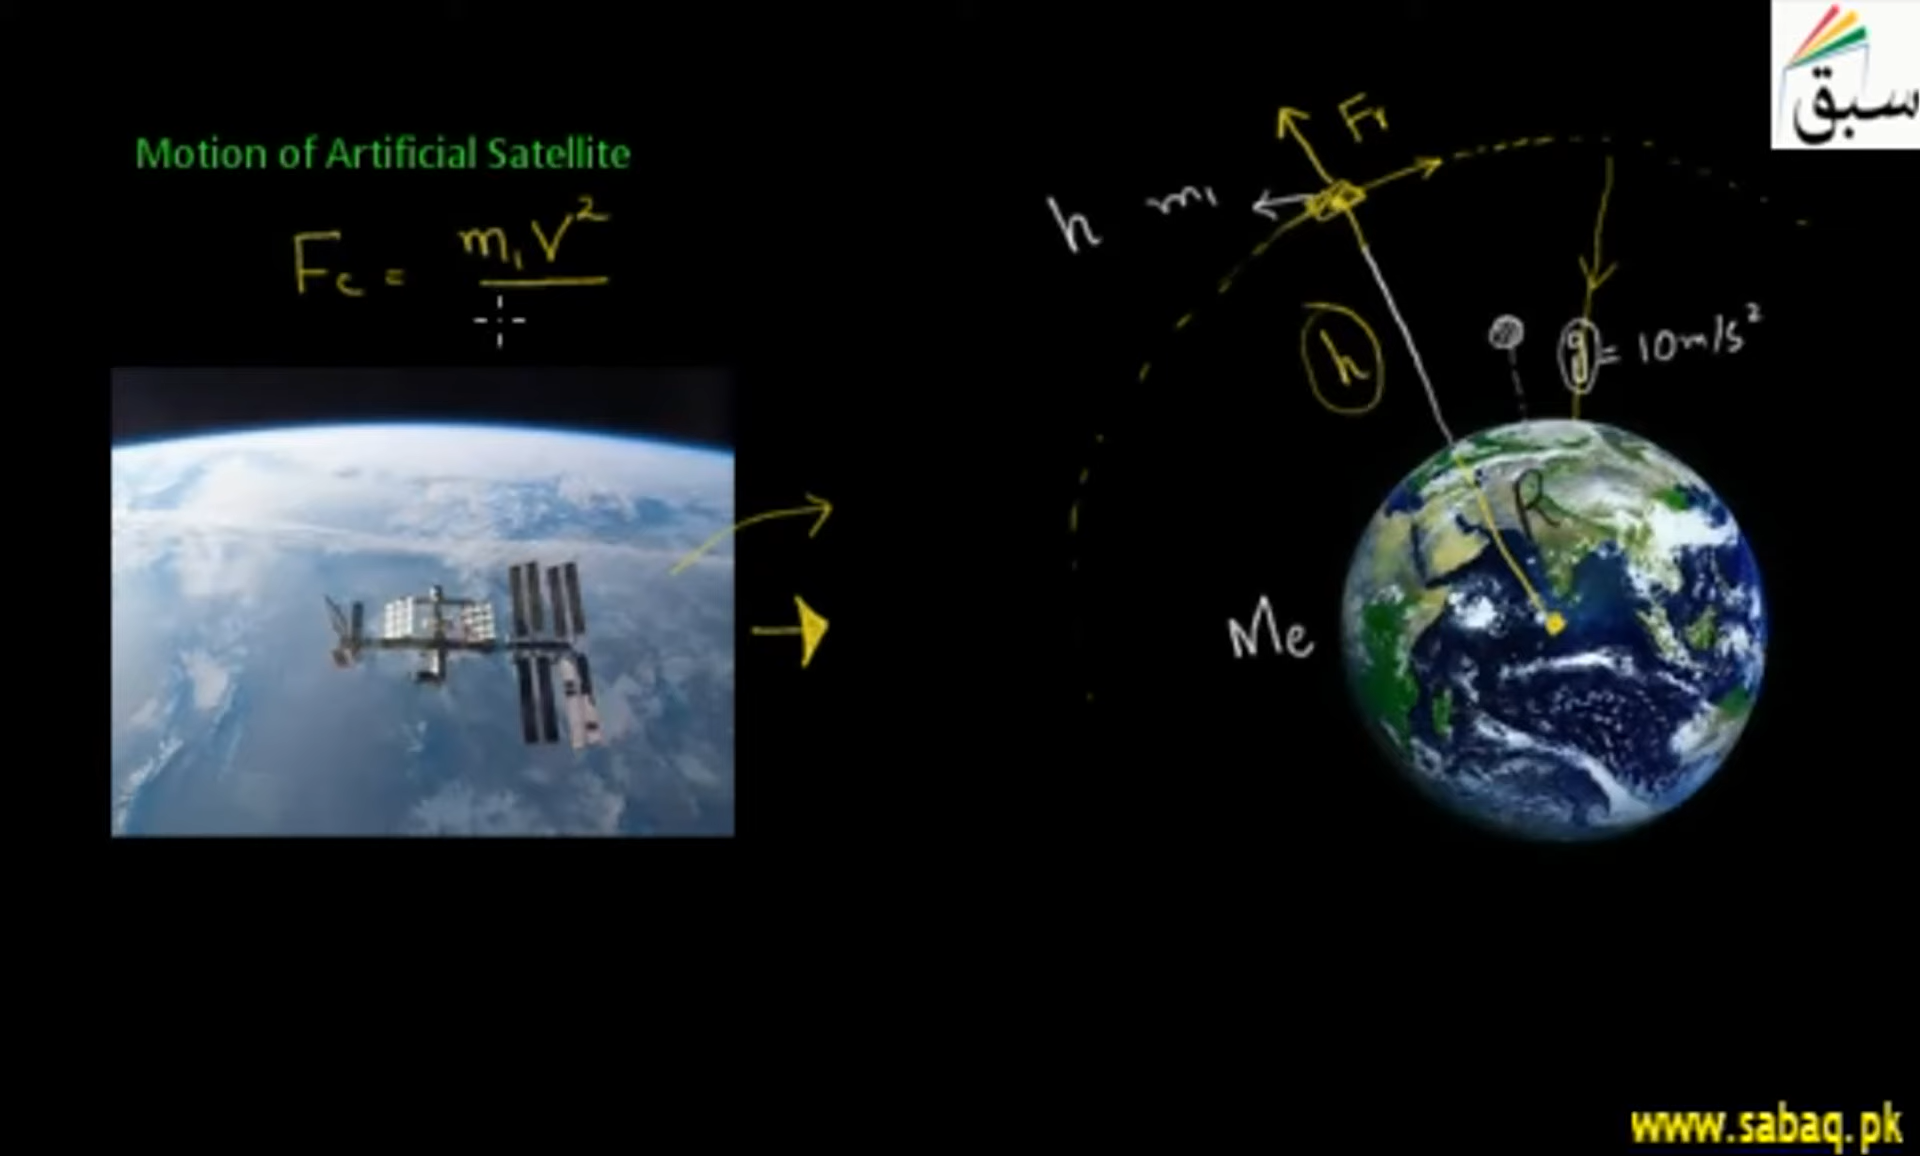 سبق
Motion of Artificial Satellite
Fc = m₁v²
Fr
h m₁
h
g = 10m/s²
R
Me
www.sabaq.pk